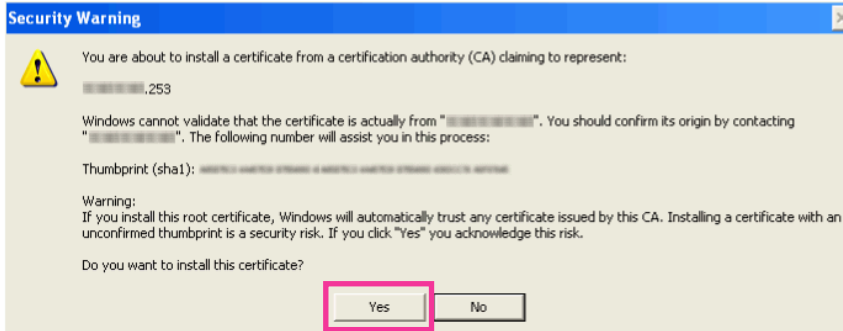 Security Warning
You are about to install a certificate from a certification authority (CA) claiming to represent:
.253
Windows cannot validate that the certificate is actually from "". You should confirm its origin by contacting
"". The following number will assist you in this process:
Thumbprint (sha1):
Warning:
If you install this root certificate, Windows will automatically trust any certificate issued by this CA. Installing a certificate with an
unconfirmed thumbprint is a security risk. If you click "Yes" you acknowledge this risk.
Do you want to install this certificate?
Yes
No